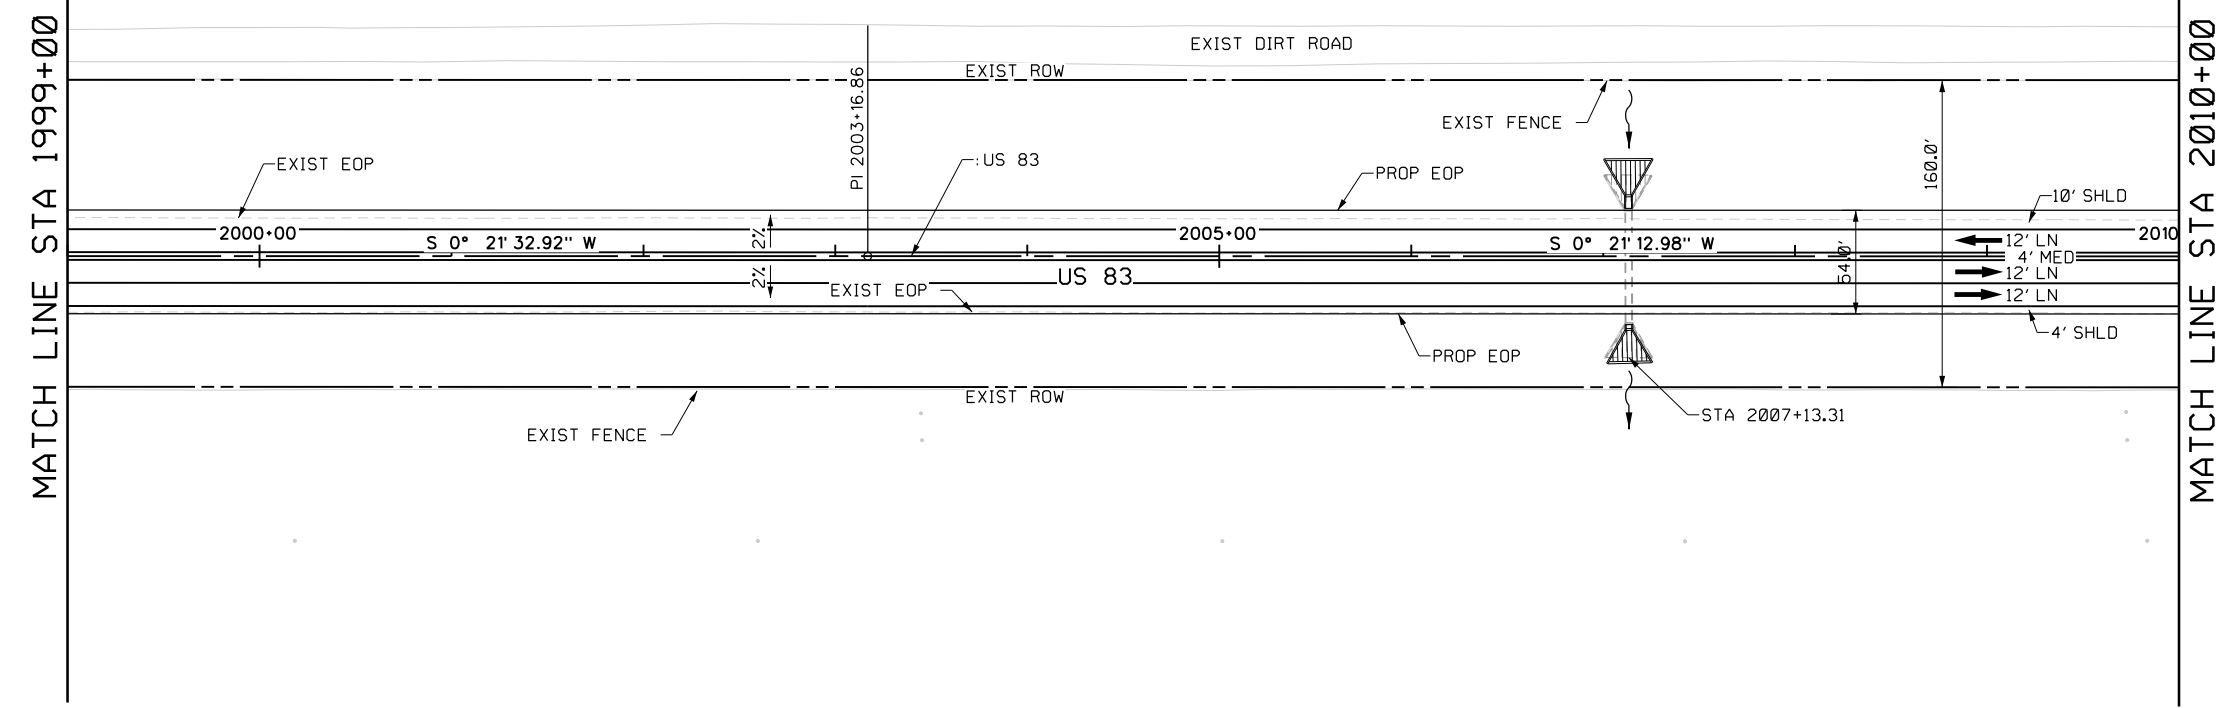 MATCH LINE STA 1999+00
EXIST DIRT ROAD
EXIST ROW
PI 2003+16.86
EXIST FENCE
160.0'
EXIST EOP
:US 83
PROP EOP
10' SHLD
2000+00
S 0° 21' 32.92" W
2%
2005+00
S 0° 21' 12.98" W
54.0'
12' LN
2010
4' MED
2%
US 83
12' LN
EXIST EOP
12' LN
4' SHLD
PROP EOP
EXIST ROW
STA 2007+13.31
EXIST FENCE
MATCH LINE STA 2010+00